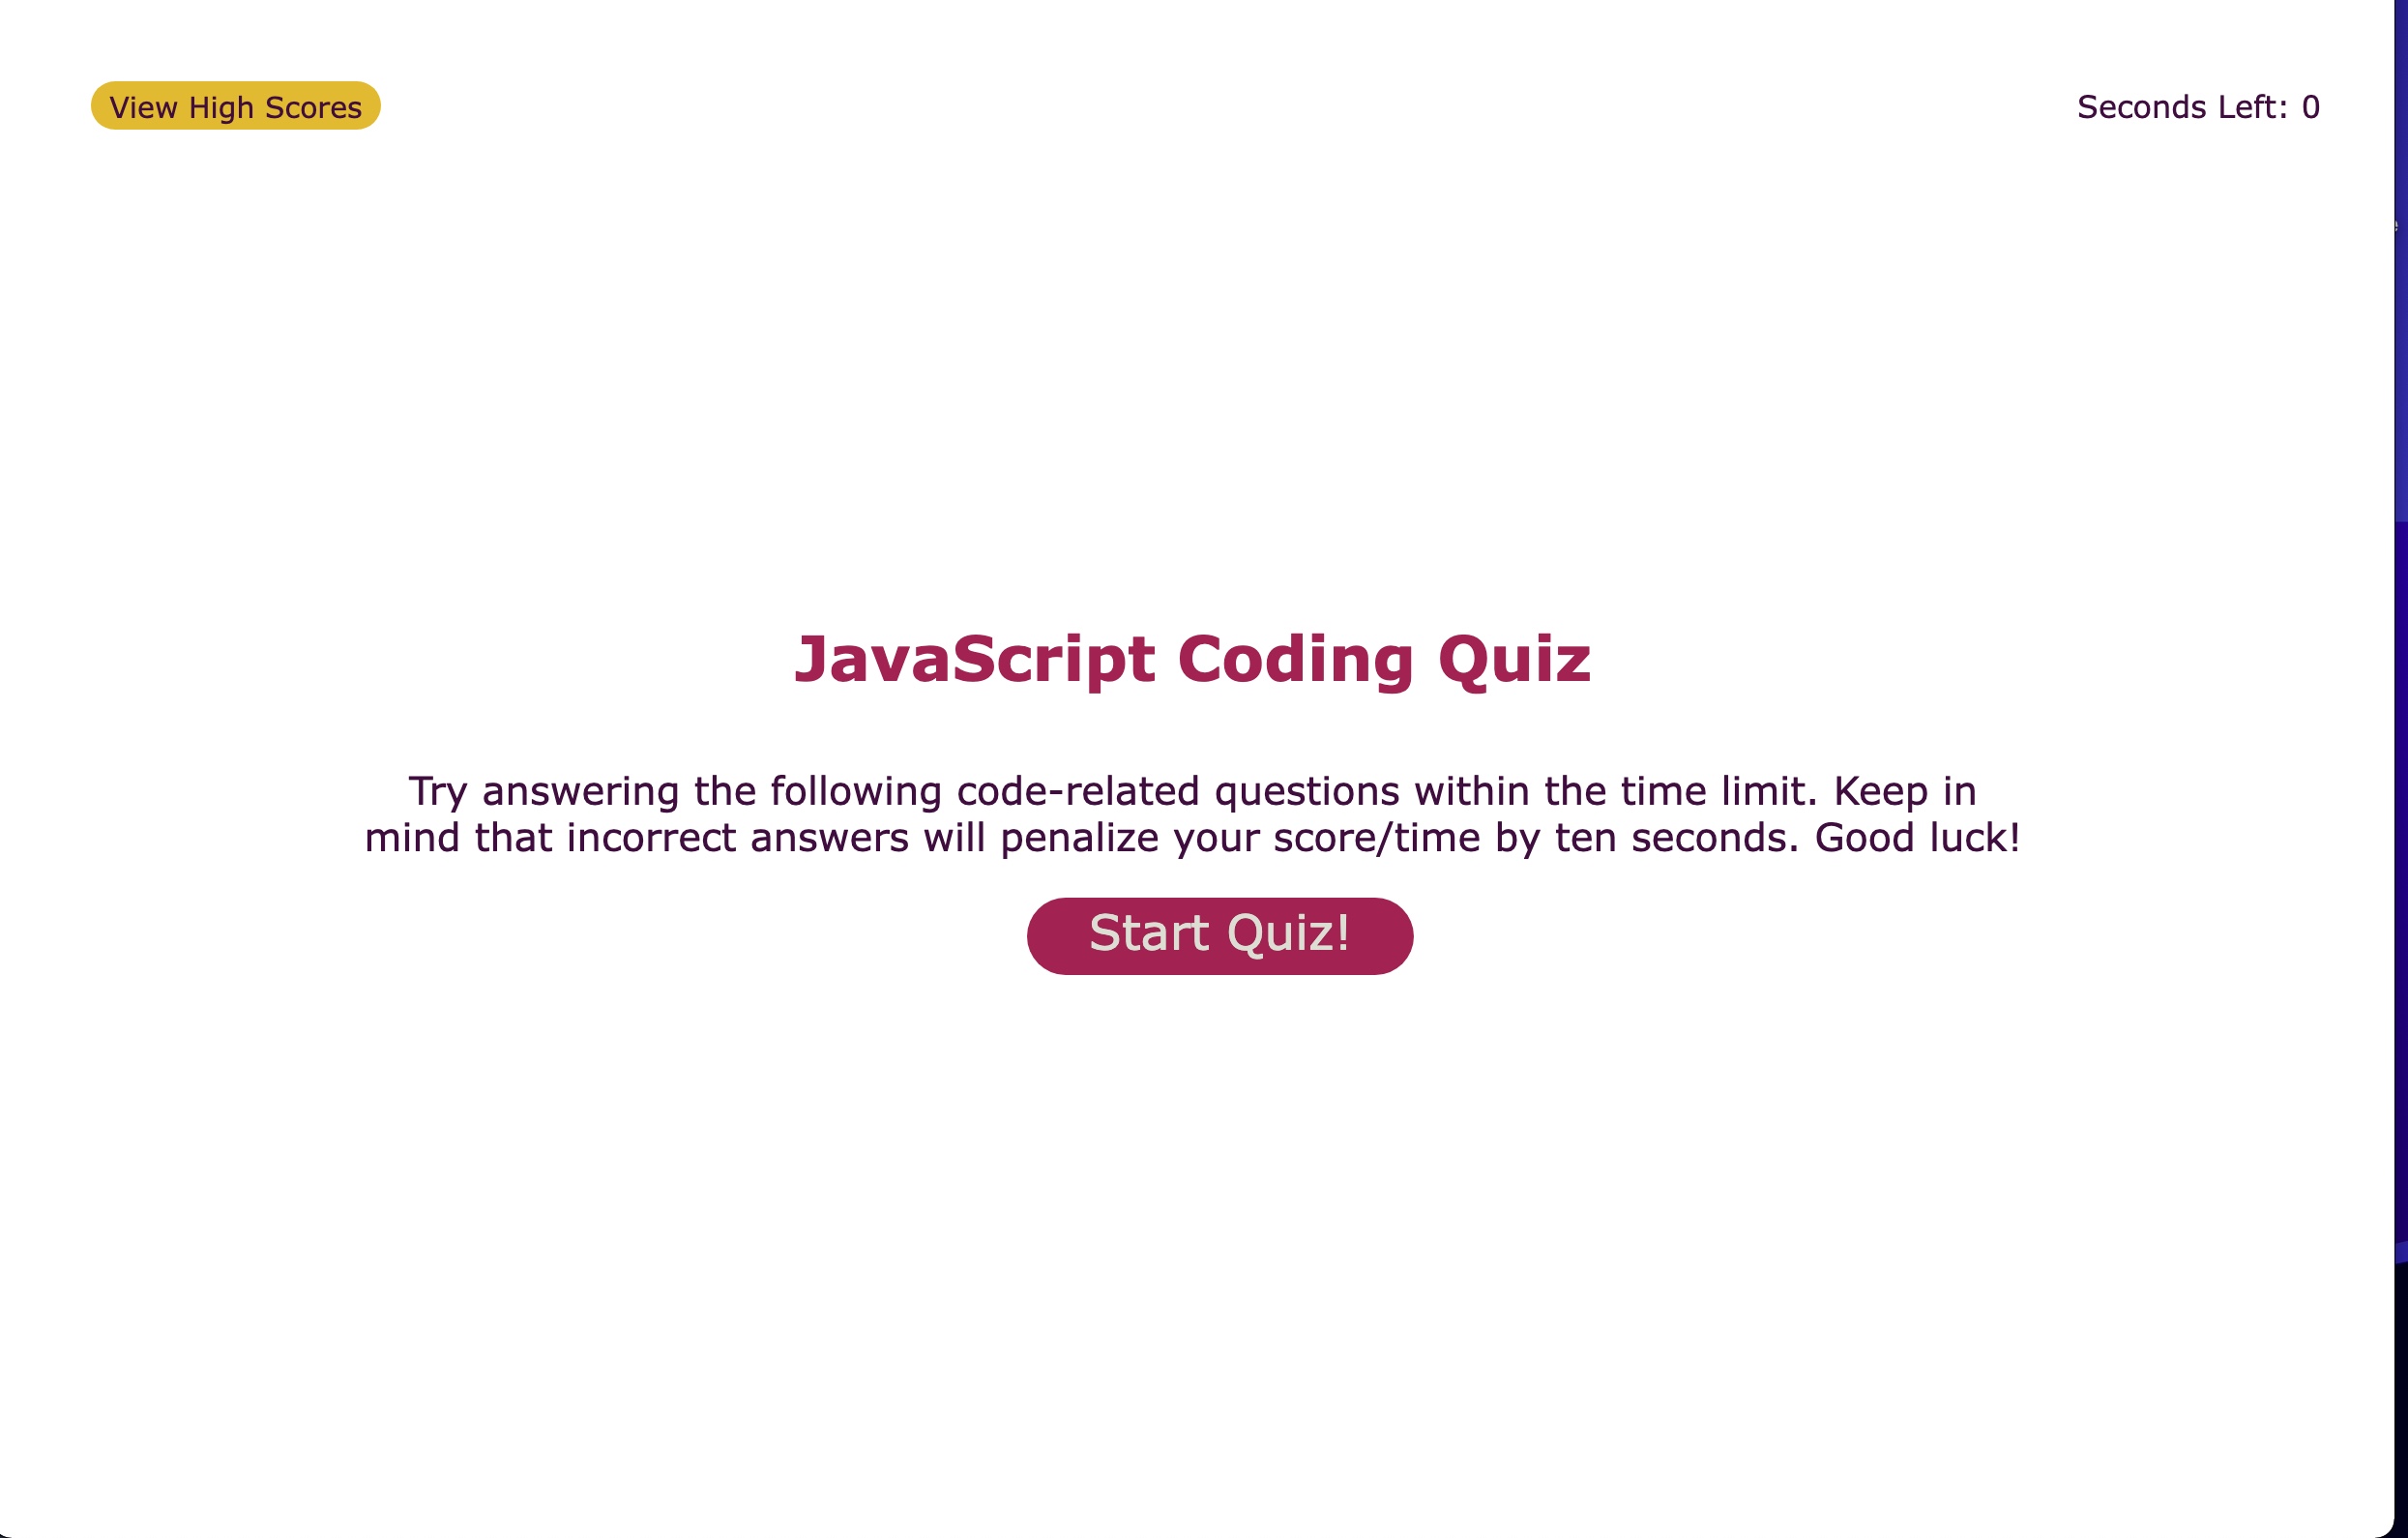 View High Scores
Seconds Left: 0
JavaScript Coding Quiz
Try answering the following code-related questions within the time limit. Keep in
mind that incorrect answers will penalize your score/time by ten seconds. Good luck!
Start Quiz!